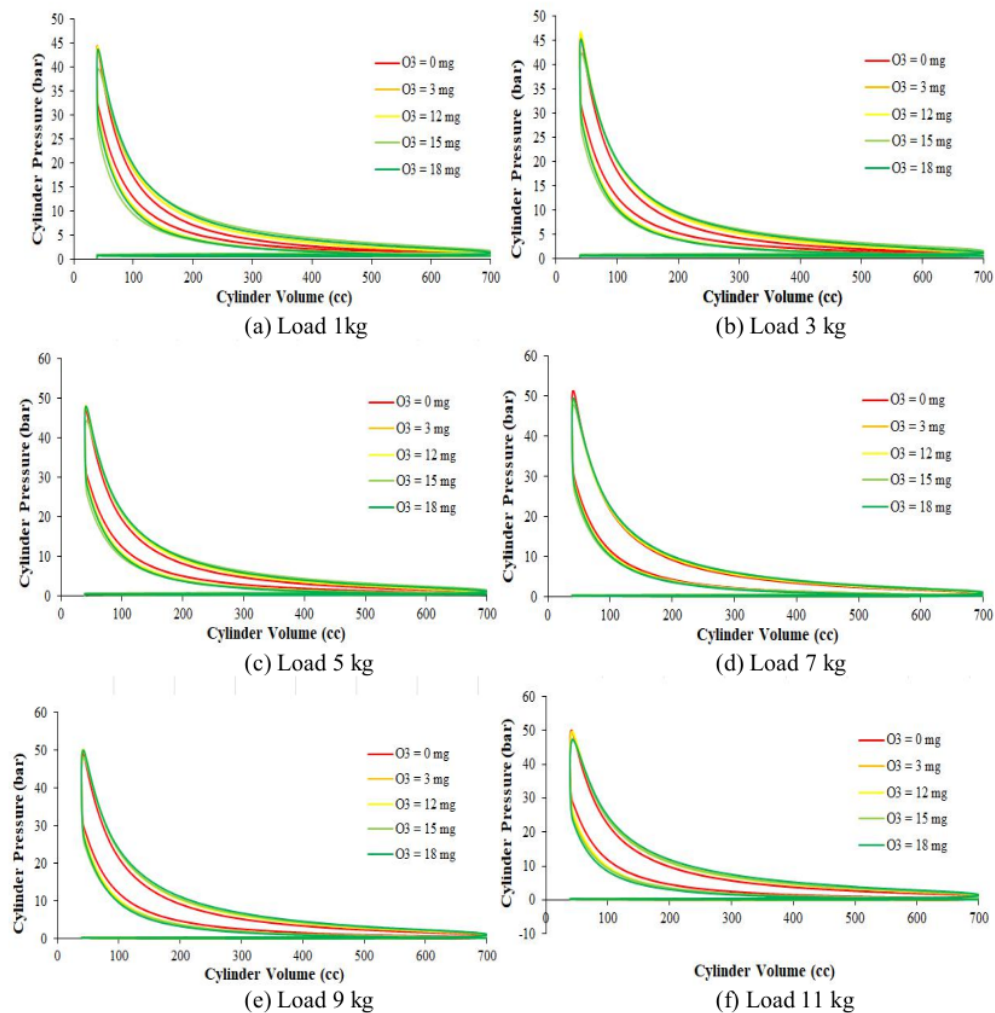 50
45
40
35
30
25
20
15
10
5
0
Cylinder Pressure (bar)
O3 = 0 mg
O3 = 3 mg
O3 = 12 mg
O3 = 15 mg
O3 = 18 mg
0 100 200 300 400 500 600 700
Cylinder Volume (cc)
(a) Load 1kg
50
45
40
35
30
25
20
15
10
5
0
Cylinder Pressure (bar)
O3 = 0 mg
O3 = 3 mg
O3 = 12 mg
O3 = 15 mg
O3 = 18 mg
0 100 200 300 400 500 600 700
Cylinder Volume (cc)
(b) Load 3 kg
60
50
40
30
20
10
0
Cylinder Pressure (bar)
O3 = 0 mg
O3 = 3 mg
O3 = 12 mg
O3 = 15 mg
O3 = 18 mg
0 100 200 300 400 500 600 700
Cylinder Volume (cc)
(c) Load 5 kg
60
50
40
30
20
10
0
Cylinder Pressure (bar)
O3 = 0 mg
O3 = 3 mg
O3 = 12 mg
O3 = 15 mg
O3 = 18 mg
0 100 200 300 400 500 600 700
Cylinder Volume (cc)
(d) Load 7 kg
60
50
40
30
20
10
0
Cylinder Pressure (bar)
O3 = 0 mg
O3 = 3 mg
O3 = 12 mg
O3 = 15 mg
O3 = 18 mg
0 100 200 300 400 500 600 700
Cylinder Volume (cc)
(e) Load 9 kg
60
50
40
30
20
10
0
-10
Cylinder Pressure (bar)
O3 = 0 mg
O3 = 3 mg
O3 = 12 mg
O3 = 15 mg
O3 = 18 mg
0 100 200 300 400 500 600 700
Cylinder Volume (cc)
(f) Load 11 kg